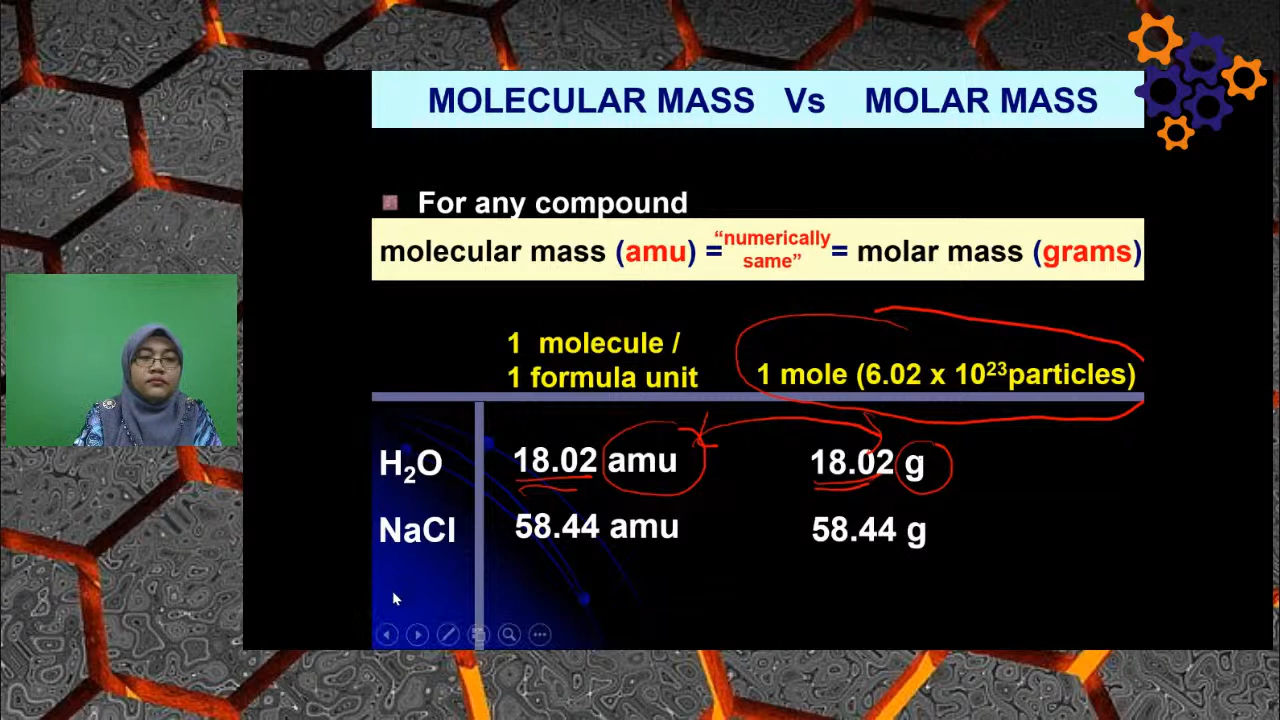 MOLECULAR MASS Vs MOLAR MASS
For any compound
molecular mass (amu) = “numerically same” = molar mass (grams)
1 molecule /
1 formula unit
1 mole (6.02 x 10²³particles)
H₂O 18.02 amu 18.02 g
NaCl 58.44 amu 58.44 g